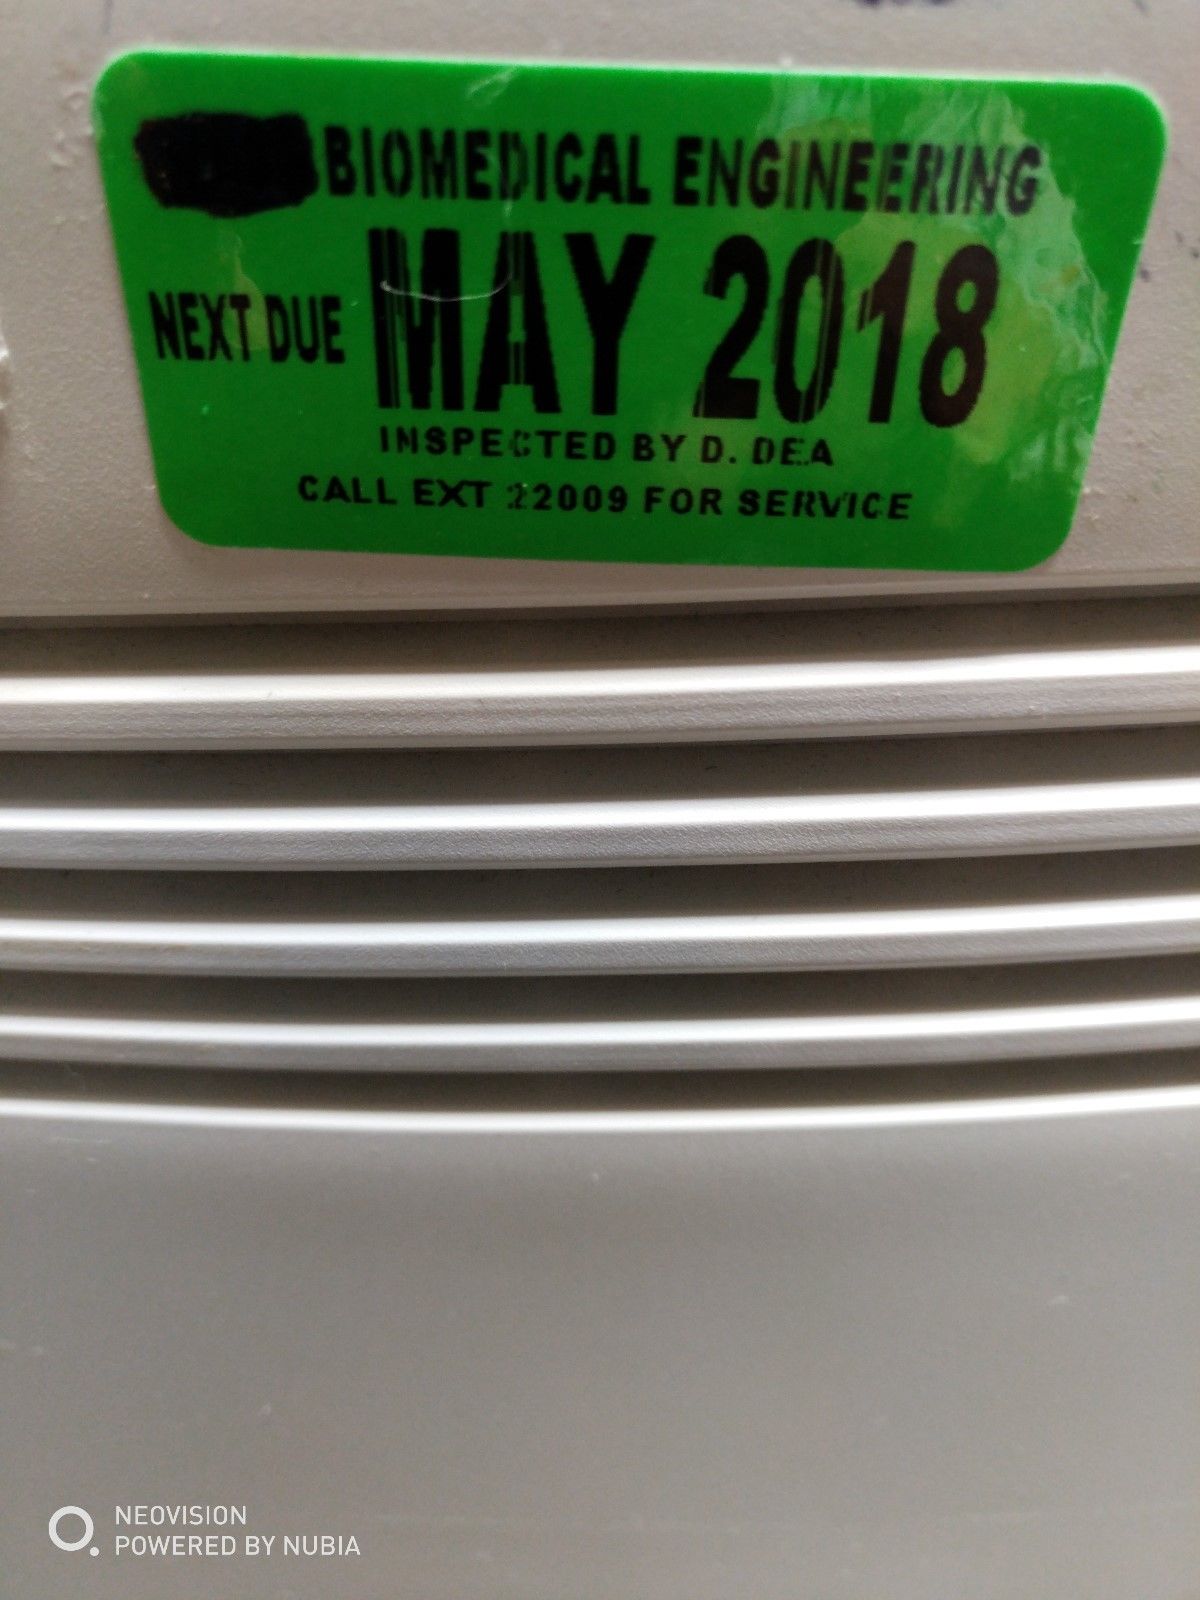 BIOMEDICAL ENGINEERING
NEXT DUE MAY 2018
INSPECTED BY D. DEA
CALL EXT 22009 FOR SERVICE
NEOVISION
POWERED BY NUBIA